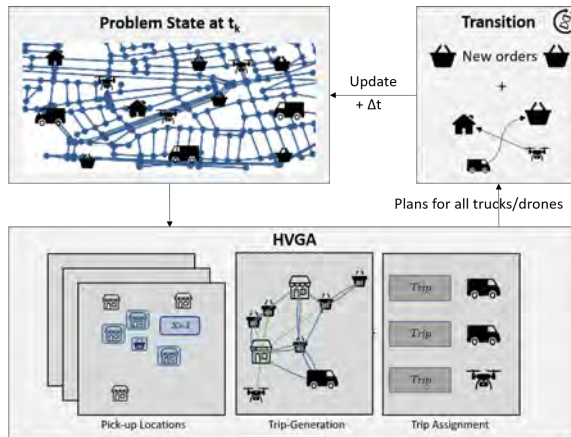 Problem State at tk
Transition
New orders
+
Update
+ Δt
Plans for all trucks/drones
HVGA
Trip
Trip
Trip
Pick-up Locations
Trip-Generation
Trip Assignment